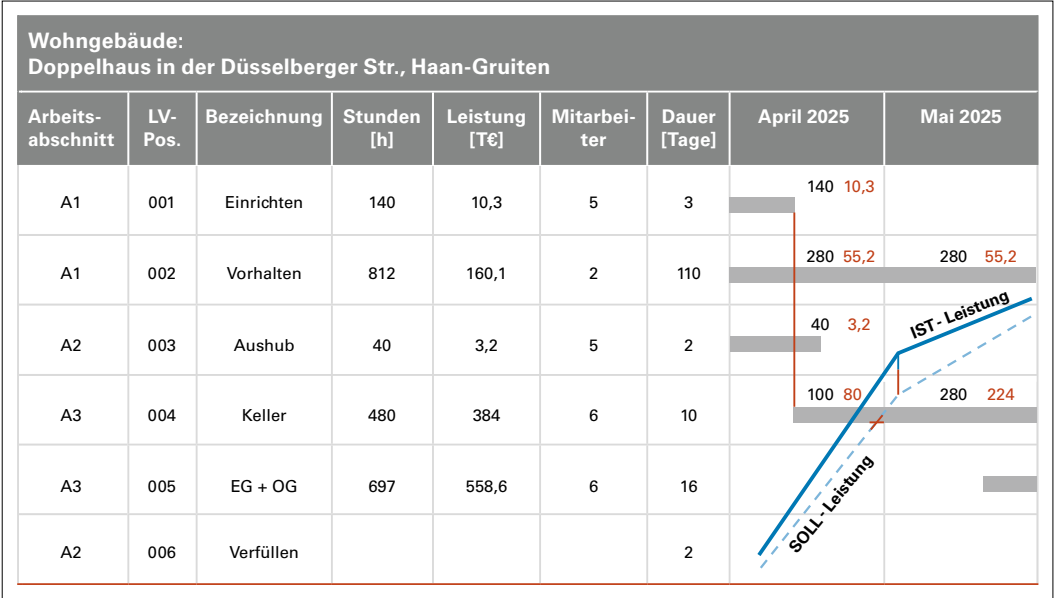 Wohngebäude:
Doppelhaus in der Düsselberger Str., Haan-Gruiten
Arbeits- LV- Bezeichnung Stunden Leistung Mitarbei- Dauer April 2025 Mai 2025
abschnitt Pos. [h] [T€] ter [Tage]
A1 001 Einrichten 140 10,3 5 3 140 10,3
A1 002 Vorhalten 812 160,1 2 110 280 55,2 280 55,2
A2 003 Aushub 40 3,2 5 2 40 3,2
IST - Leistung
A3 004 Keller 480 384 6 10 100 80 280 224
A3 005 EG + OG 697 558,6 6 16
SOLL - Leistung
A2 006 Verfüllen 2